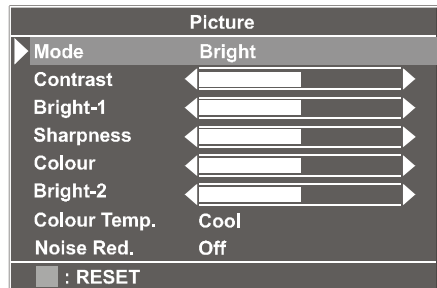 Picture
Mode Bright
Contrast
Bright-1
Sharpness
Colour
Bright-2
Colour Temp. Cool
Noise Red. Off
: RESET